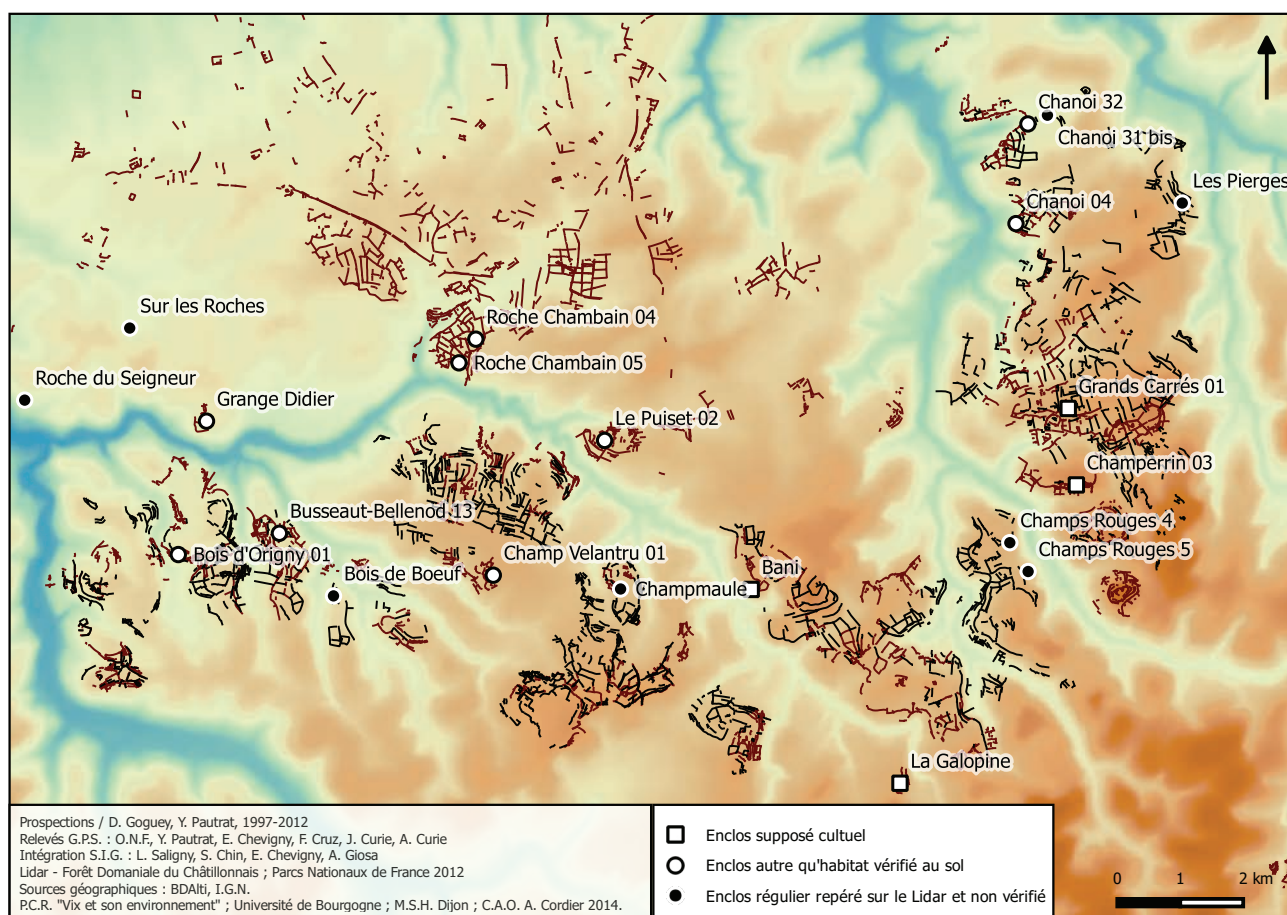 Chanoi 32
Chanoi 31 bis
Les Pierges
Chanoi 04
Sur les Roches
Roche Chambain 04
Roche Chambain 05
Roche du Seigneur
Grange Didier
Grands Carrés 01
Le Puiset 02
Champerrin 03
Busseaut-Bellenod 13
Champs Rouges 4
Bois d'Origny 01
Champ Velantru 01
Champs Rouges 5
Bois de Boeuf
Champmaule
Bani
La Galopine
Prospections / D. Goguey, Y. Pautrat, 1997-2012
Relevés G.P.S. : O.N.F., Y. Pautrat, E. Chevigny, F. Cruz, J. Curie, A. Curie
Intégration S.I.G. : L. Saligny, S. Chin, E. Chevigny, A. Giosa
Lidar - Forêt Domaniale du Châtillonnais ; Parcs Nationaux de France 2012
Sources géographiques : BDAlti, I.G.N.
P.C.R. "Vix et son environnement" ; Université de Bourgogne ; M.S.H. Dijon ; C.A.O. A. Cordier 2014.
Enclos supposé cultuel
Enclos autre qu'habitat vérifié au sol
Enclos régulier repéré sur le Lidar et non vérifié
0 1 2 km